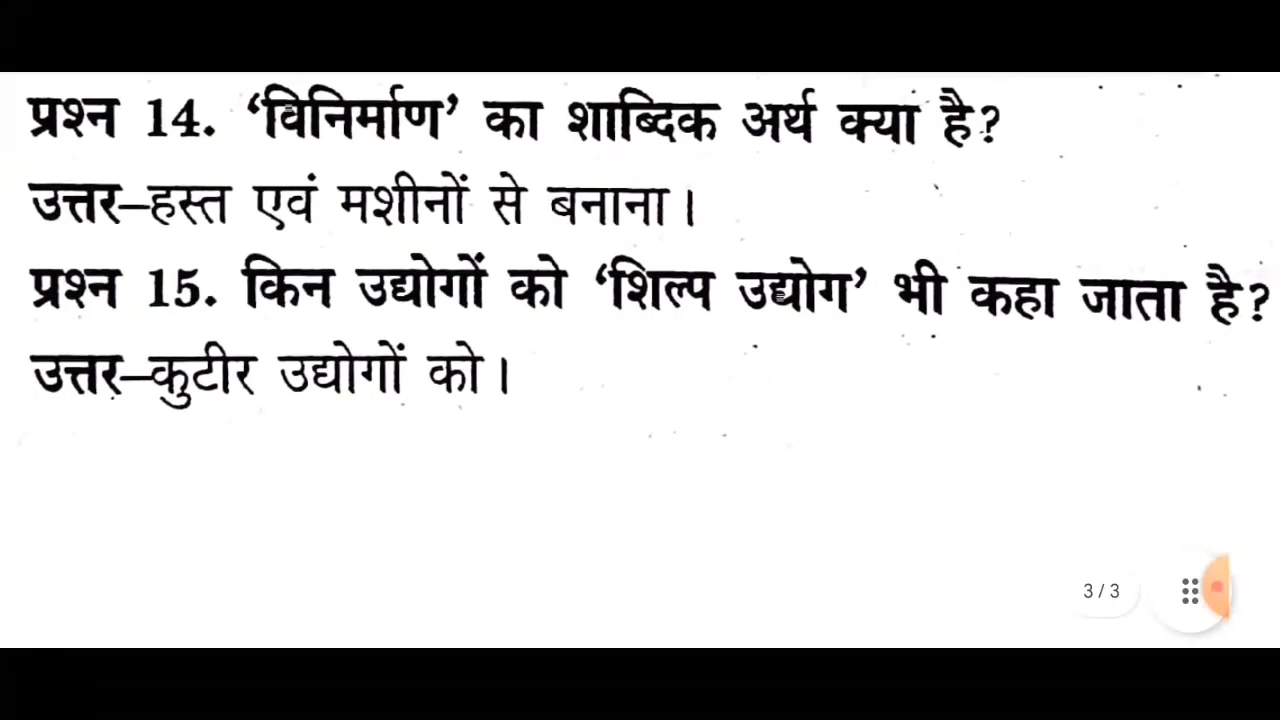 प्रश्न 14. ‘विनिर्माण’ का शाब्दिक अर्थ क्या है?
उत्तर–हस्त एवं मशीनों से बनाना।
प्रश्न 15. किन उद्योगों को ‘शिल्प उद्योग’ भी कहा जाता है?
उत्तर–कुटीर उद्योगों को।
3 / 3